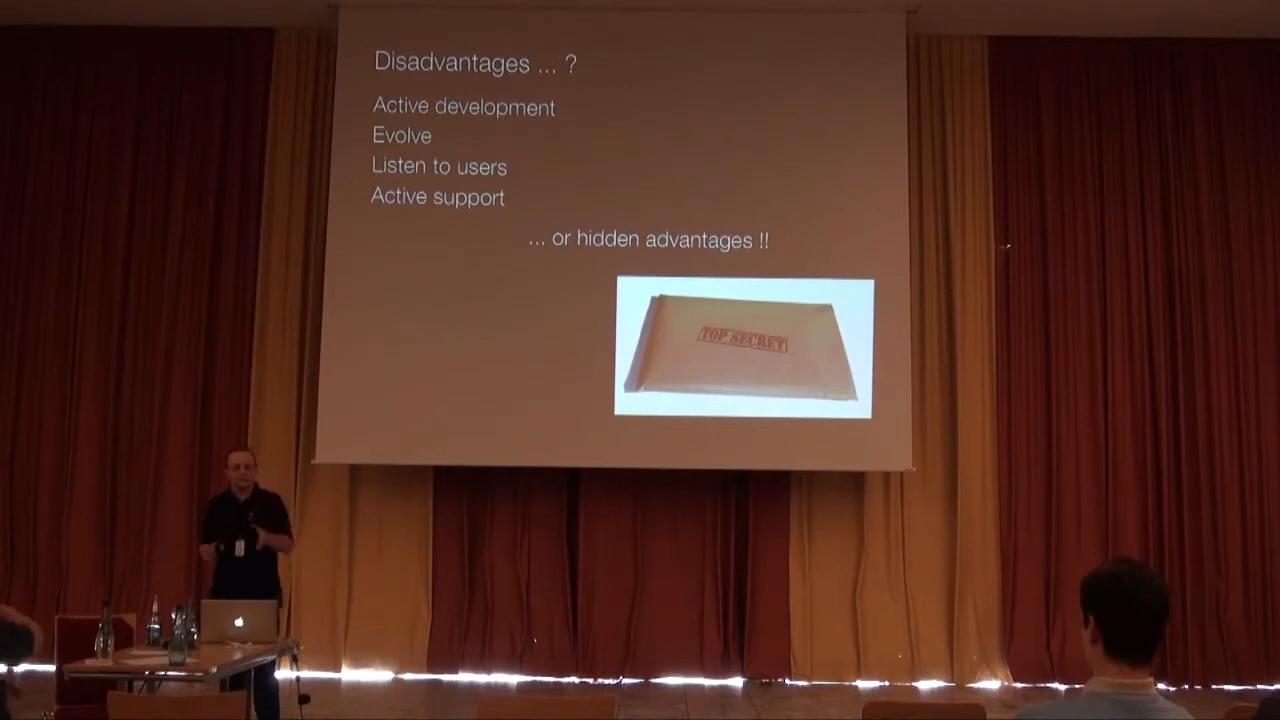 Disadvantages ... ?
Active development
Evolve
Listen to users
Active support
... or hidden advantages !!
TOP SECRET